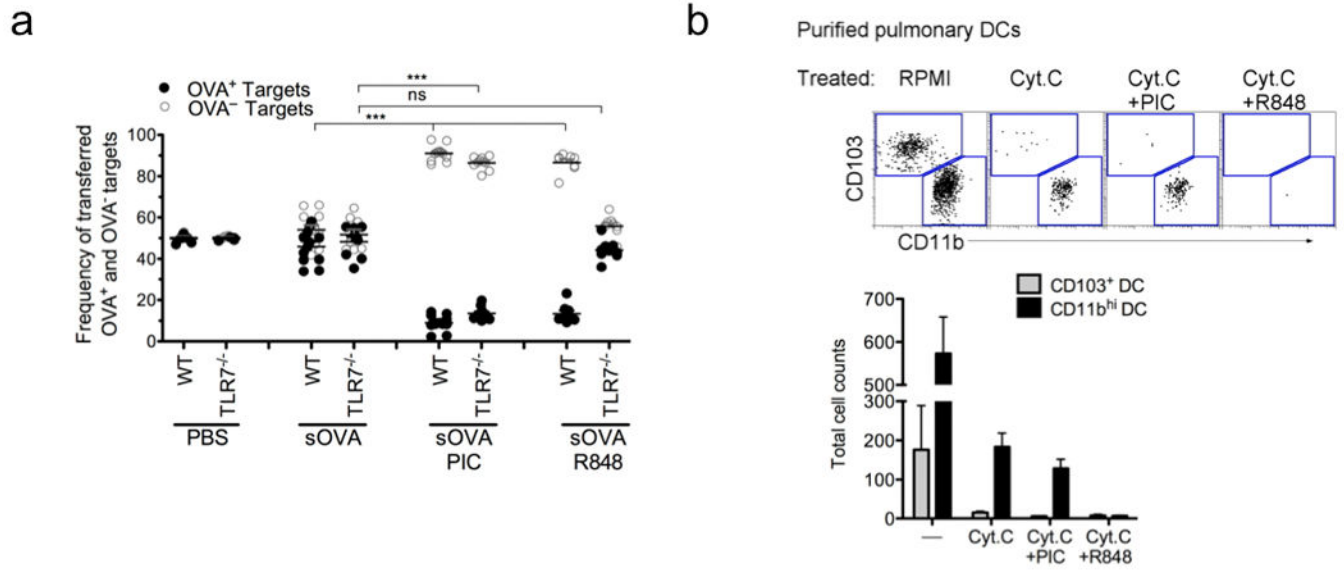 a
OVA⁺ Targets
OVA⁻ Targets
***
ns
***
Frequency of transferred
OVA⁺ and OVA⁻ targets
100
80
60
40
20
0
WT
TLR7⁻/⁻
WT
TLR7⁻/⁻
WT
TLR7⁻/⁻
WT
TLR7⁻/⁻
PBS
sOVA
sOVA
PIC
sOVA
R848
b
Purified pulmonary DCs
Treated: RPMI Cyt.C Cyt.C +PIC Cyt.C +R848
CD103
CD11b
CD103⁺ DC
CD11bʰⁱ DC
Total cell counts
700
600
500
300
200
100
0
—
Cyt.C
Cyt.C
+PIC
Cyt.C
+R848